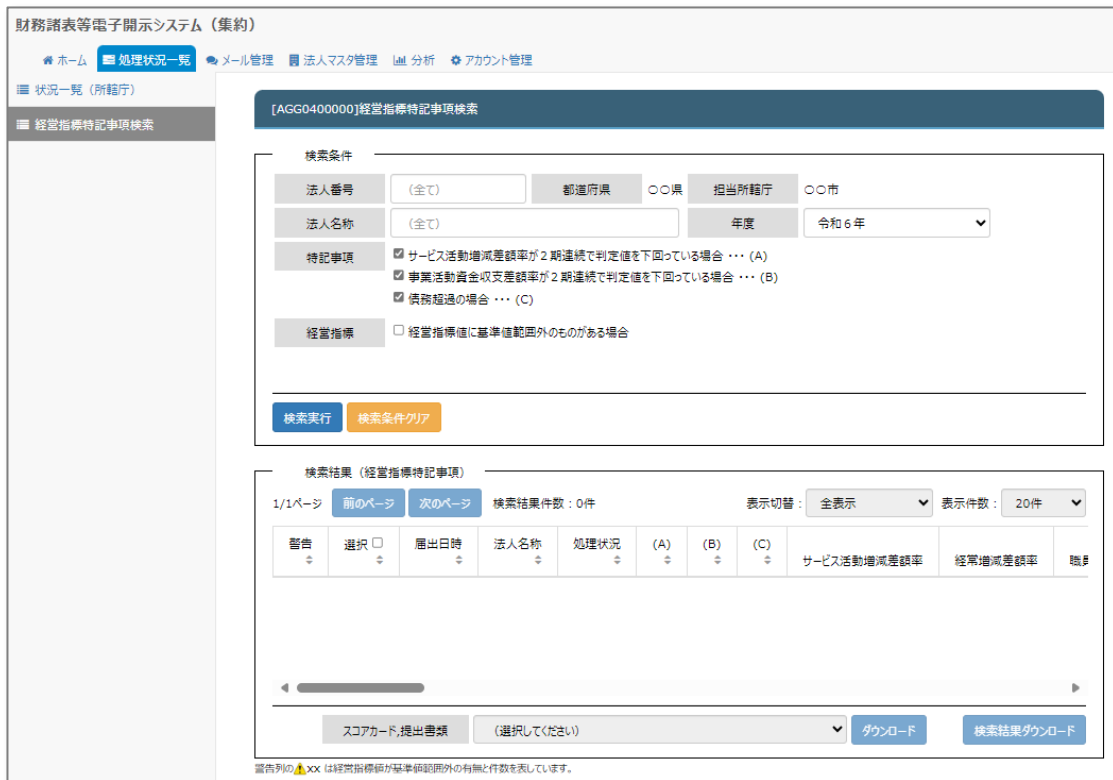 財務諸表等電子開示システム（集約）
ホーム 処理状況一覧 メール管理 法人マスタ管理 分析 アカウント管理
状況一覧（所轄庁）
経営指標特記事項検索
[AGG0400000]経営指標特記事項検索
検索条件
法人番号 （全て） 都道府県 〇〇県 担当所轄庁 〇〇市
法人名称 （全て） 年度 令和６年
特記事項 サービス活動増減差額率が２期連続で判定値を下回っている場合 ･･･ (A)
事業活動資金収支差額率が２期連続で判定値を下回っている場合 ･･･ (B)
債務超過の場合 ･･･ (C)
経営指標 経営指標値に基準値範囲外のものがある場合
検索実行 検索条件クリア
検索結果（経営指標特記事項）
1/1ページ 前のページ 次のページ 検索結果件数：0件 表示切替： 全表示 表示件数： 20件
警告 選択 届出日時 法人名称 処理状況 (A) (B) (C) サービス活動増減差額率 経常増減差額率 職員
スコアカード,提出書類 （選択してください） ダウンロード 検索結果ダウンロード
警告列の⚠xx は経営指標値が基準値範囲外の有無と件数を表しています。